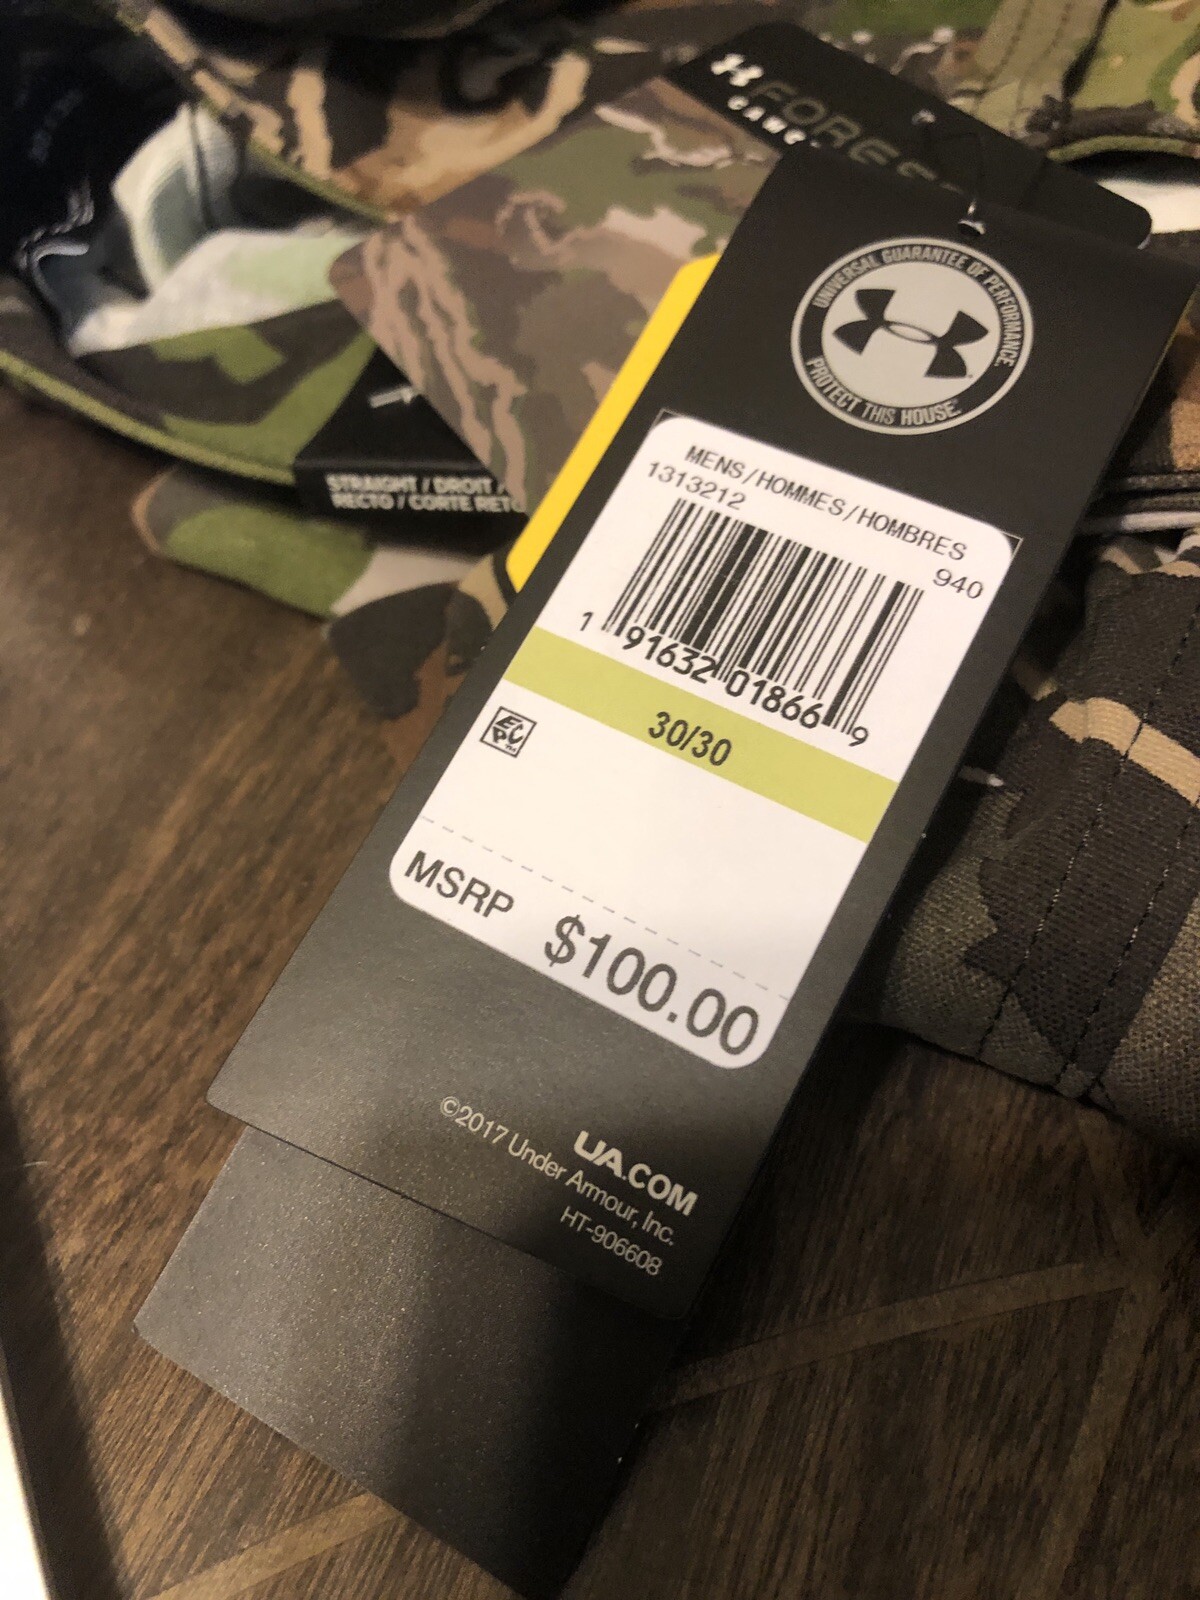 CAMO
UNIVERSAL GUARANTEE OF PERFORMANCE.
PROTECT THIS HOUSE.
MENS/HOMMES/HOMBRES
1313212 940
1 91632 01866 9
30/30
MSRP $100.00
UA.COM
©2017 Under Armour, Inc.
HT-906608
STRAIGHT / DROIT /
RECTO / CORTE